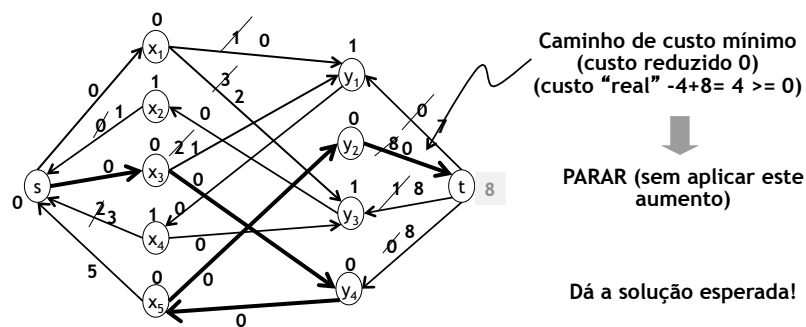 0
x1
1
0
1
0
0
3
2
y1
1
x2
0
1
0
0
0
7
0
x3
2
1
0
y2
8
0
s
0
0
0
1
y3
1
8
t
8
2
3
1
x4
0
0
0
8
5
0
x5
0
0
y4
0
0
Caminho de custo mínimo
(custo reduzido 0)
(custo “real” -4+8= 4 >= 0)
PARAR (sem aplicar este
aumento)
Dá a solução esperada!